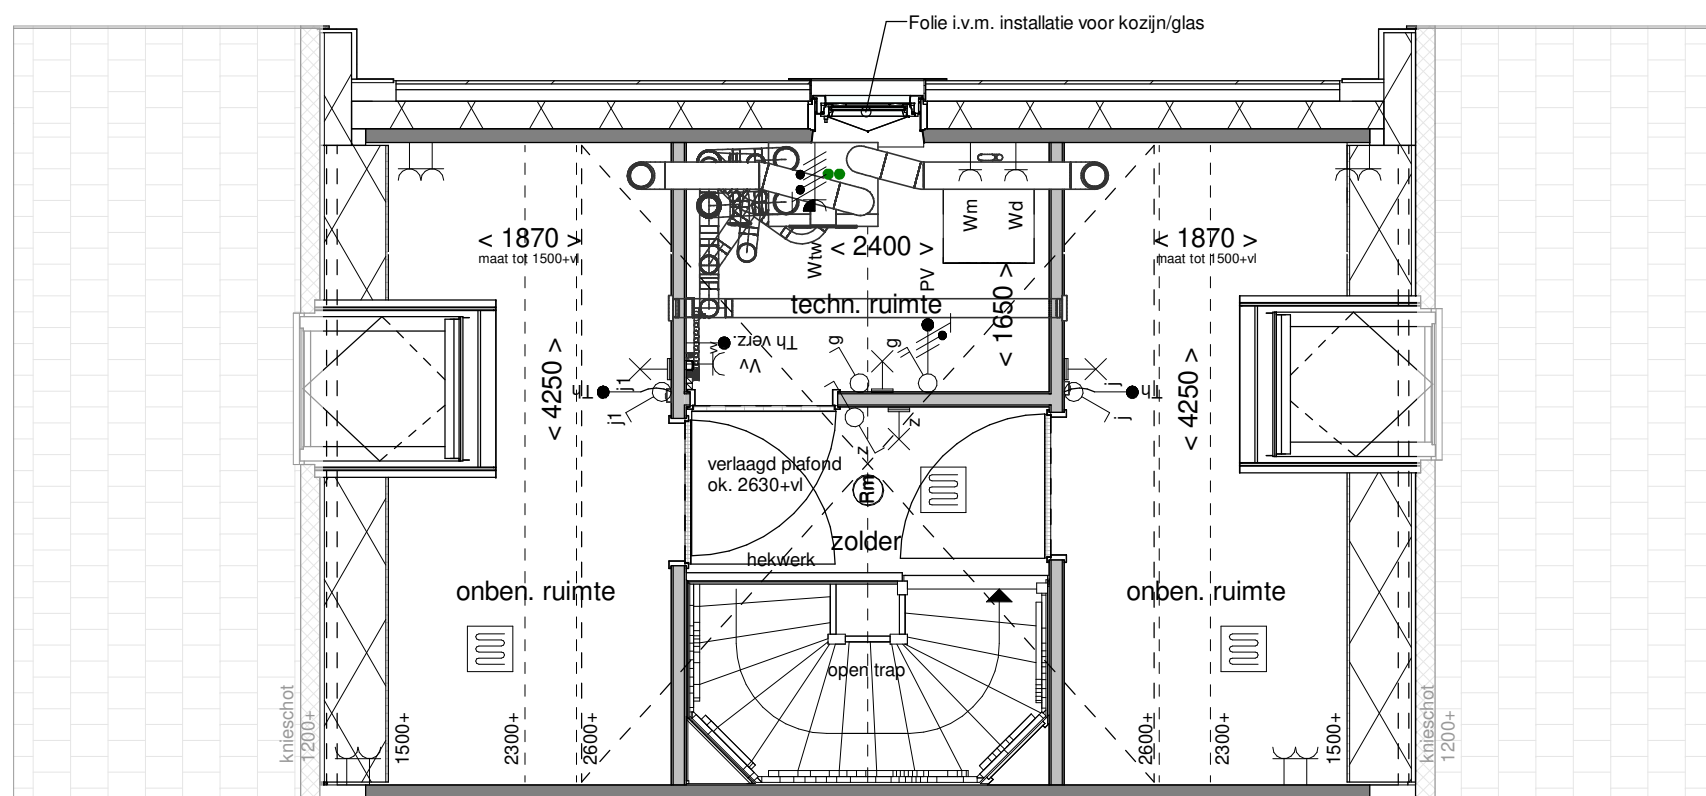 Folie i.v.m. installatie voor kozijn/glas
< 1870 >
maat tot 1500+vl
< 2400 >
< 1870 >
maat tot 1500+vl
Wm
Wd
Wtw
PV
techn. ruimte
< 1650 >
< 4250 >
Th verz.
Vv
g
g
< 4250 >
Th
j1
j1
j
j
Th
z
z
verlaagd plafond
ok. 2630+vl
Rm
zolder
hekwerk
onben. ruimte
onben. ruimte
open trap
knieschot
1200+
1500+
2300+
2600+
2600+
2300+
1500+
knieschot
1200+